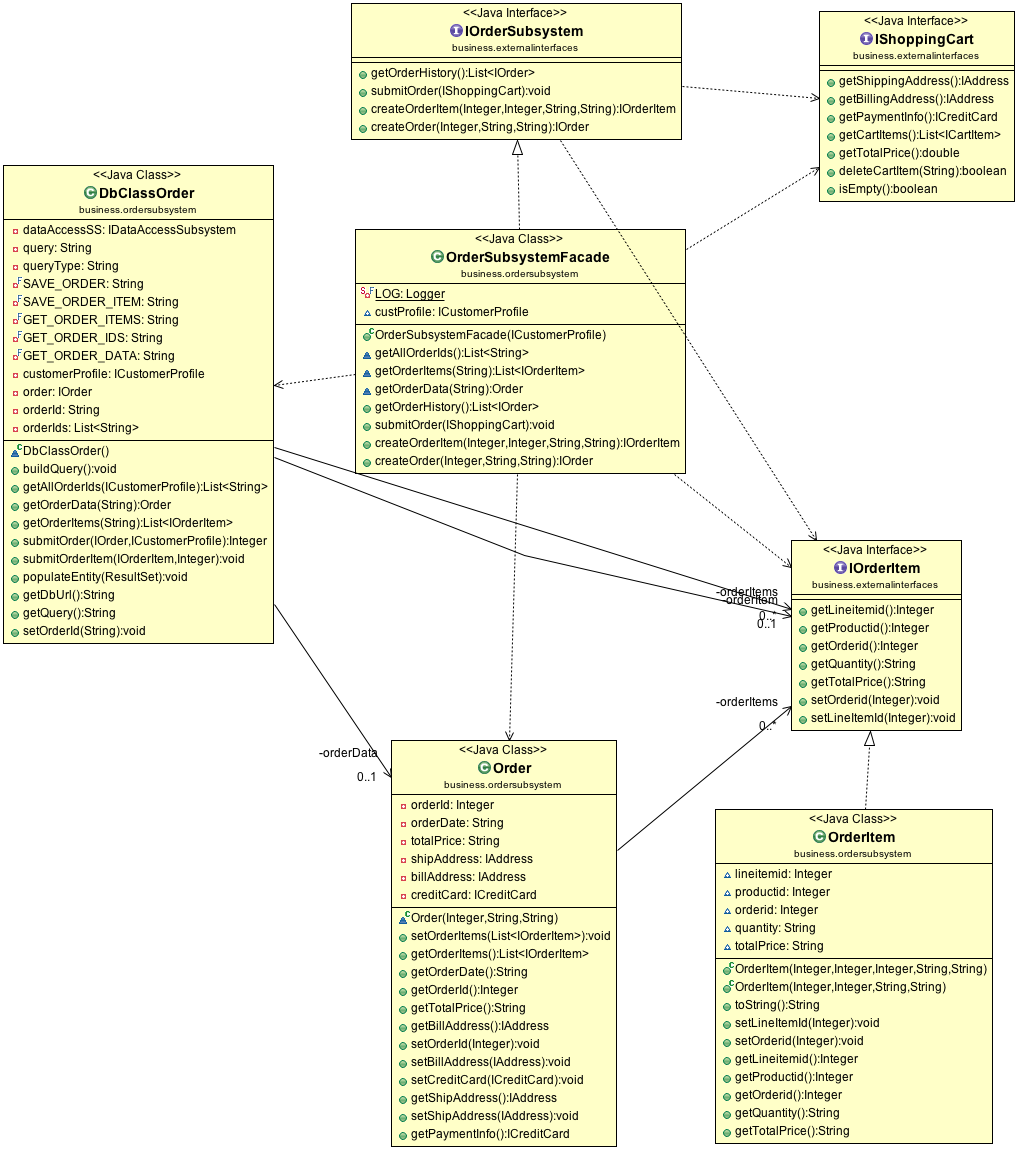 <<Java Interface>>
IOrderSubsystem
business.externalinterfaces
getOrderHistory():List<IOrder>
submitOrder(IShoppingCart):void
createOrderItem(Integer,Integer,String,String):IOrderItem
createOrder(Integer,String,String):IOrder
<<Java Interface>>
IShoppingCart
business.externalinterfaces
getShippingAddress():IAddress
getBillingAddress():IAddress
getPaymentInfo():ICreditCard
getCartItems():List<ICartItem>
getTotalPrice():double
deleteCartItem(String):boolean
isEmpty():boolean
<<Java Class>>
DbClassOrder
business.ordersubsystem
dataAccessSS: IDataAccessSubsystem
query: String
queryType: String
SAVE_ORDER: String
SAVE_ORDER_ITEM: String
GET_ORDER_ITEMS: String
GET_ORDER_IDS: String
GET_ORDER_DATA: String
customerProfile: ICustomerProfile
order: IOrder
orderId: String
orderIds: List<String>
DbClassOrder()
buildQuery():void
getAllOrderIds(ICustomerProfile):List<String>
getOrderData(String):Order
getOrderItems(String):List<IOrderItem>
submitOrder(IOrder,ICustomerProfile):Integer
submitOrderItem(IOrderItem,Integer):void
populateEntity(ResultSet):void
getDbUrl():String
getQuery():String
setOrderId(String):void
<<Java Class>>
OrderSubsystemFacade
business.ordersubsystem
LOG: Logger
custProfile: ICustomerProfile
OrderSubsystemFacade(ICustomerProfile)
getAllOrderIds():List<String>
getOrderItems(String):List<IOrderItem>
getOrderData(String):Order
getOrderHistory():List<IOrder>
submitOrder(IShoppingCart):void
createOrderItem(Integer,Integer,String,String):IOrderItem
createOrder(Integer,String,String):IOrder
<<Java Interface>>
IOrderItem
business.externalinterfaces
getLineitemid():Integer
getProductid():Integer
getOrderid():Integer
getQuantity():String
getTotalPrice():String
setOrderid(Integer):void
setLineItemId(Integer):void
-orderItems
-orderItem
0..*
0..1
-orderItems
0..*
-orderData
0..1
<<Java Class>>
Order
business.ordersubsystem
orderId: Integer
orderDate: String
totalPrice: String
shipAddress: IAddress
billAddress: IAddress
creditCard: ICreditCard
Order(Integer,String,String)
setOrderItems(List<IOrderItem>):void
getOrderItems():List<IOrderItem>
getOrderDate():String
getOrderId():Integer
getTotalPrice():String
getBillAddress():IAddress
setOrderId(Integer):void
setBillAddress(IAddress):void
setCreditCard(ICreditCard):void
getShipAddress():IAddress
setShipAddress(IAddress):void
getPaymentInfo():ICreditCard
<<Java Class>>
OrderItem
business.ordersubsystem
lineitemid: Integer
productid: Integer
orderid: Integer
quantity: String
totalPrice: String
OrderItem(Integer,Integer,Integer,String,String)
OrderItem(Integer,Integer,String,String)
toString():String
setLineItemId(Integer):void
setOrderid(Integer):void
getLineitemid():Integer
getProductid():Integer
getOrderid():Integer
getQuantity():String
getTotalPrice():String